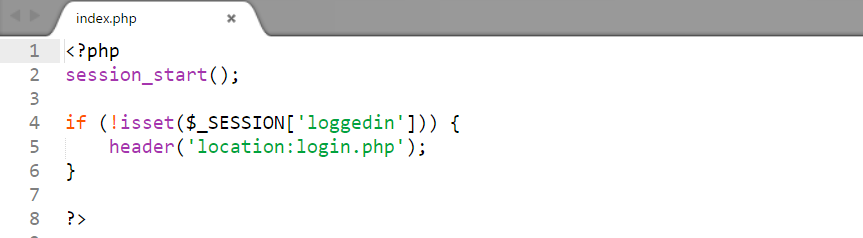 index.php ×
1 <?php
2 session_start();
3
4 if (!isset($_SESSION['loggedin'])) {
5     header('location:login.php');
6 }
7
8 ?>